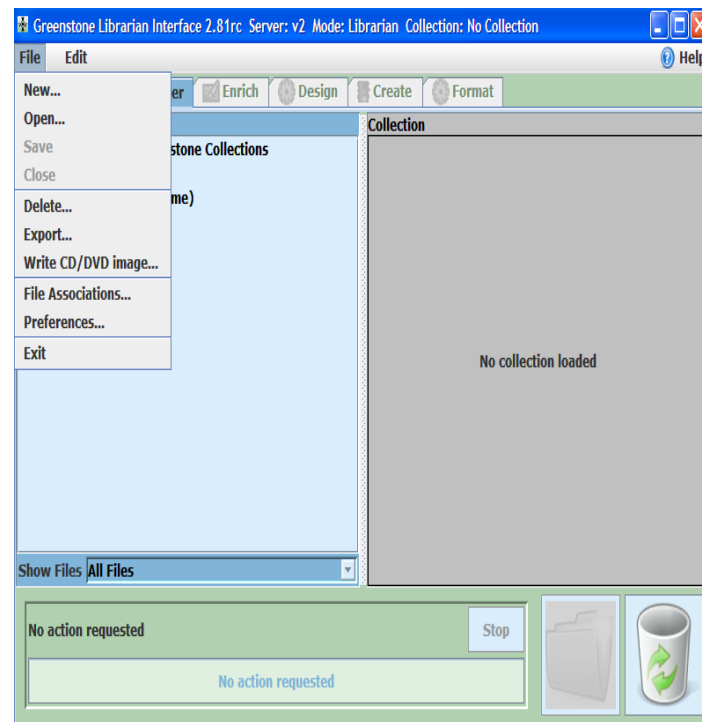 Greenstone Librarian Interface 2.81rc Server: v2 Mode: Librarian Collection: No Collection
File Edit Help
New...
Open...
Save
Close
Delete...
Export...
Write CD/DVD image...
File Associations...
Preferences...
Exit
er Enrich Design Create Format
Collection
stone Collections
me)
No collection loaded
Show Files All Files
No action requested
Stop
No action requested